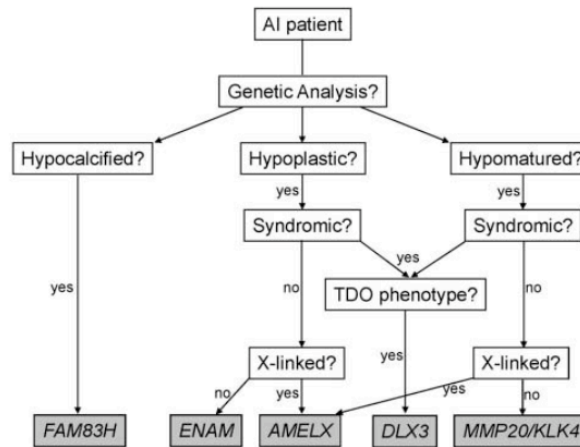 AI patient
Genetic Analysis?
Hypocalcified? Hypoplastic? Hypomatured?
yes yes
Syndromic? Syndromic?
yes yes
yes no TDO phenotype? no
X-linked? yes X-linked?
no yes yes no
FAM83H ENAM AMELX DLX3 MMP20/KLK4